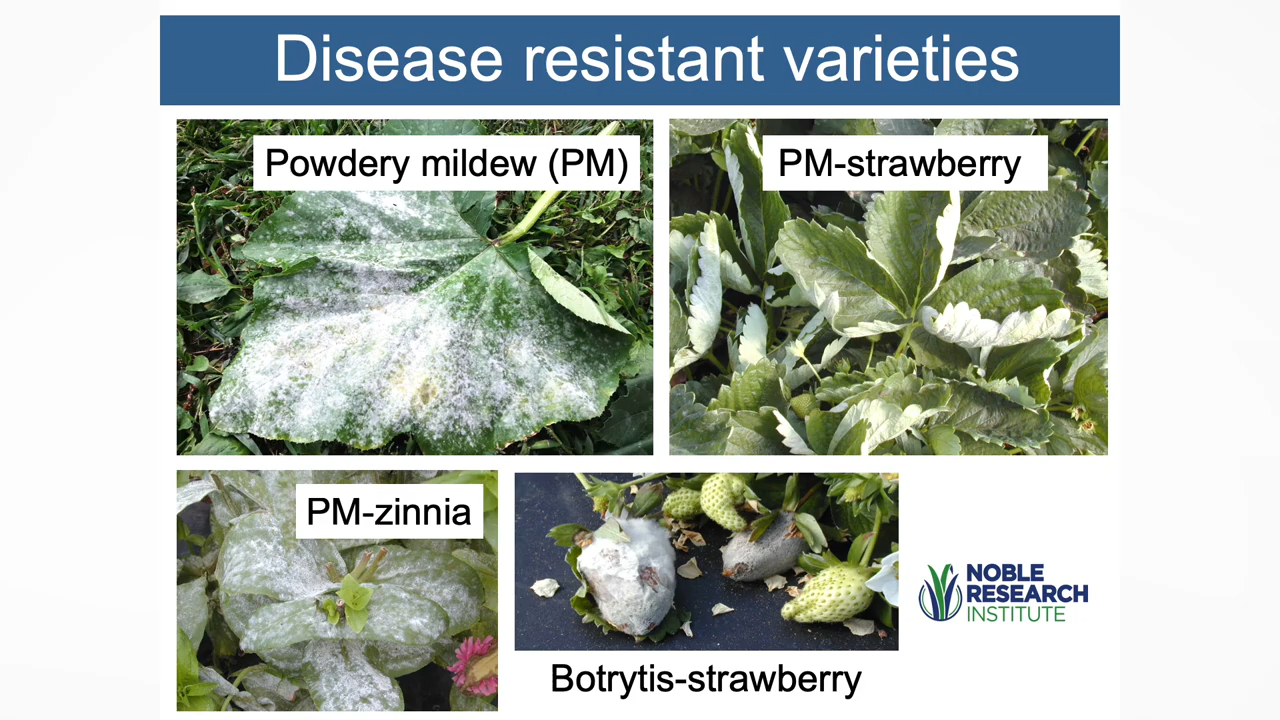 Disease resistant varieties
Powdery mildew (PM)
PM-strawberry
PM-zinnia
Botrytis-strawberry
NOBLE
RESEARCH
INSTITUTE